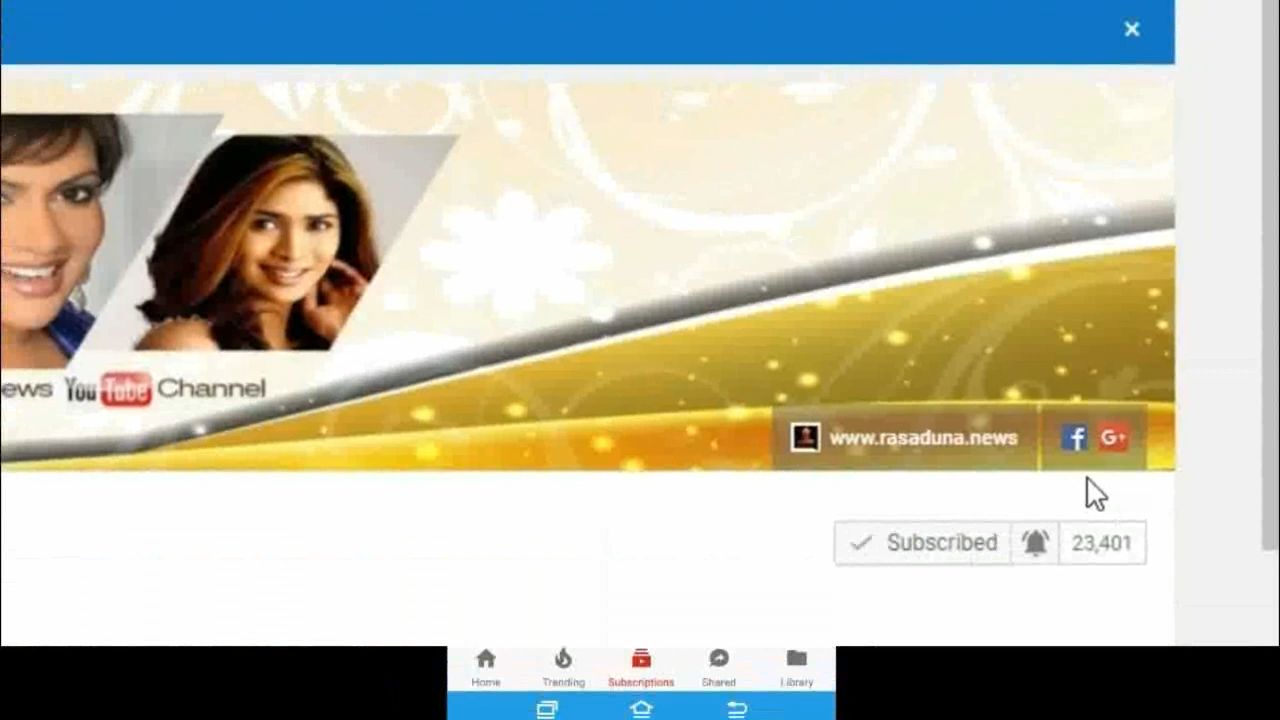 ews YouTube Channel
www.rasaduna.news f G+
Subscribed 23,401
Home Trending Subscriptions Shared Library